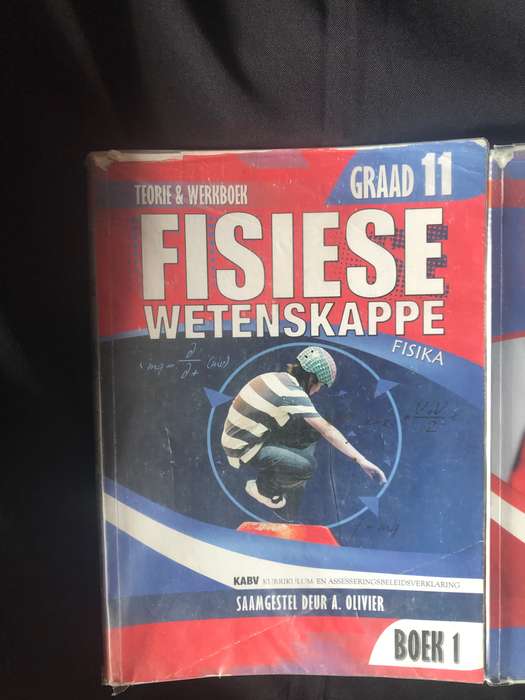 GRAAD 11
TEORIE & WERKBOEK
FISIESE
WETENSKAPPE
FISIKA
KABV KURRIKULUM- EN ASSESSERINGSBELEIDSVERKLARING
SAAMGESTEL DEUR A. OLIVIER
BOEK 1